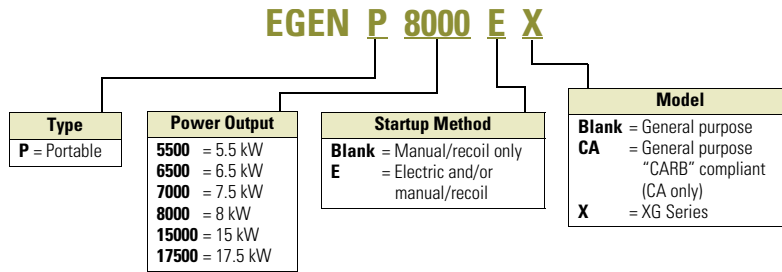 EGEN P 8000 E X
Type
P = Portable
Power Output
5500 = 5.5 kW
6500 = 6.5 kW
7000 = 7.5 kW
8000 = 8 kW
15000 = 15 kW
17500 = 17.5 kW
Startup Method
Blank = Manual/recoil only
E = Electric and/or
manual/recoil
Model
Blank = General purpose
CA = General purpose
“CARB” compliant
(CA only)
X = XG Series